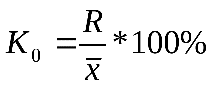 K₀ = R/x̄ * 100%